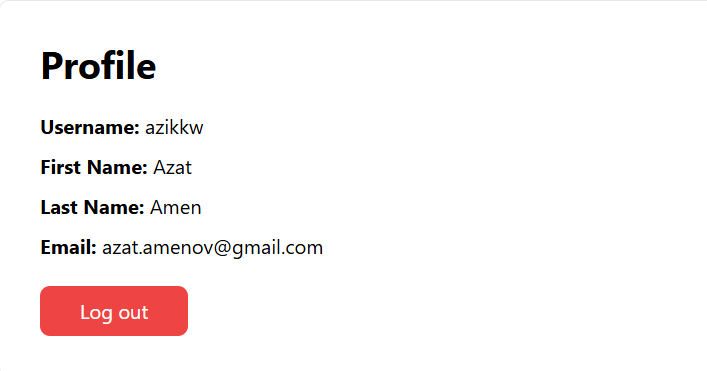 Profile
Username: azikkw
First Name: Azat
Last Name: Amen
Email: azat.amenov@gmail.com
Log out